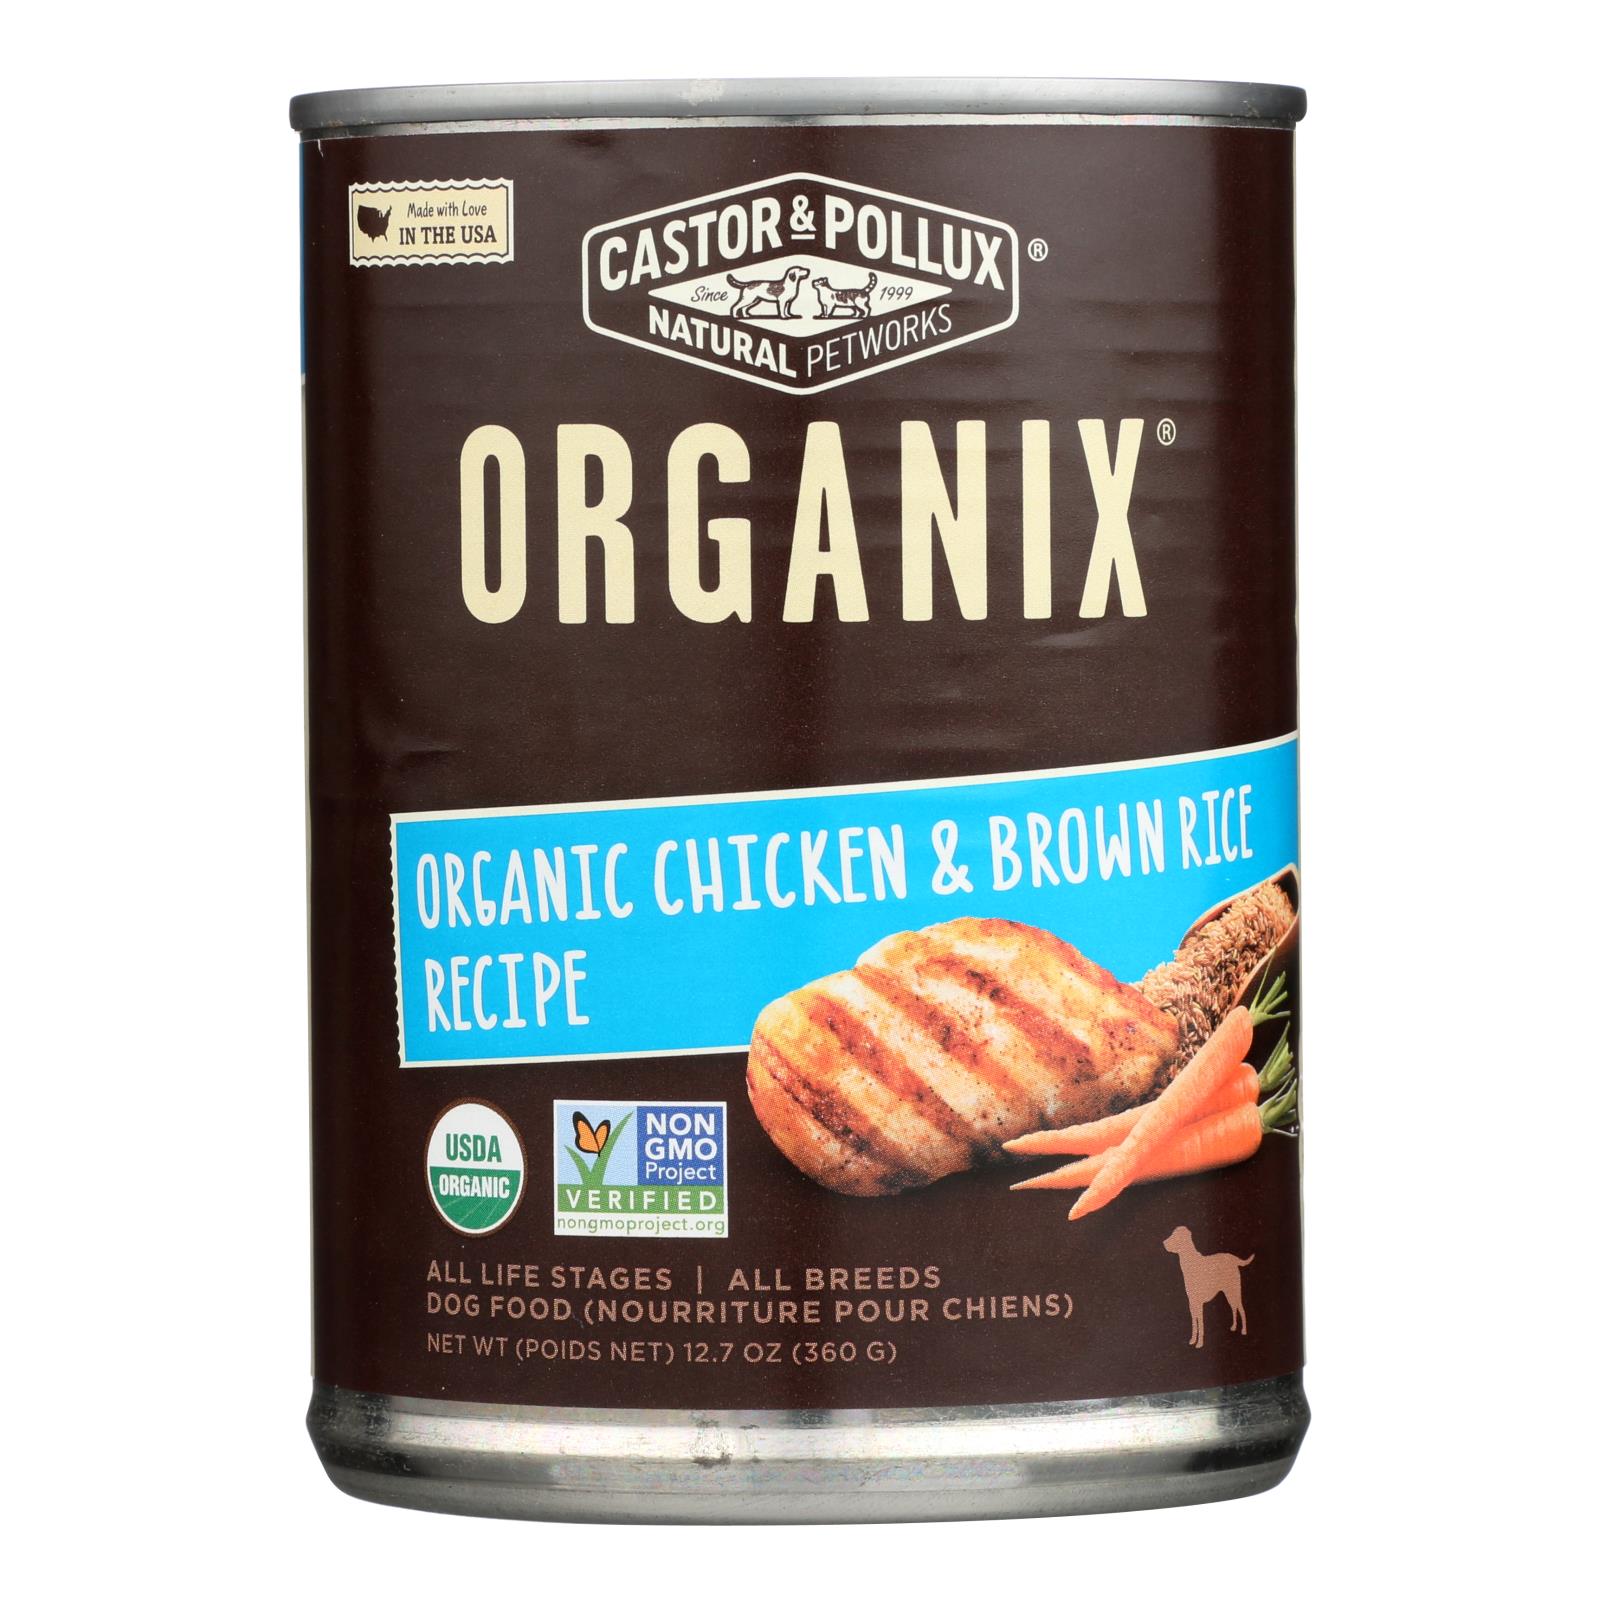 Made with Love
IN THE USA
CASTOR & POLLUX ®
Since 1999
NATURAL PETWORKS
ORGANIX®
ORGANIC CHICKEN & BROWN RICE
RECIPE
USDA
ORGANIC
NON
GMO
Project
VERIFIED
nongmoproject.org
ALL LIFE STAGES | ALL BREEDS
DOG FOOD (NOURRITURE POUR CHIENS)
NET WT (POIDS NET) 12.7 OZ (360 G)